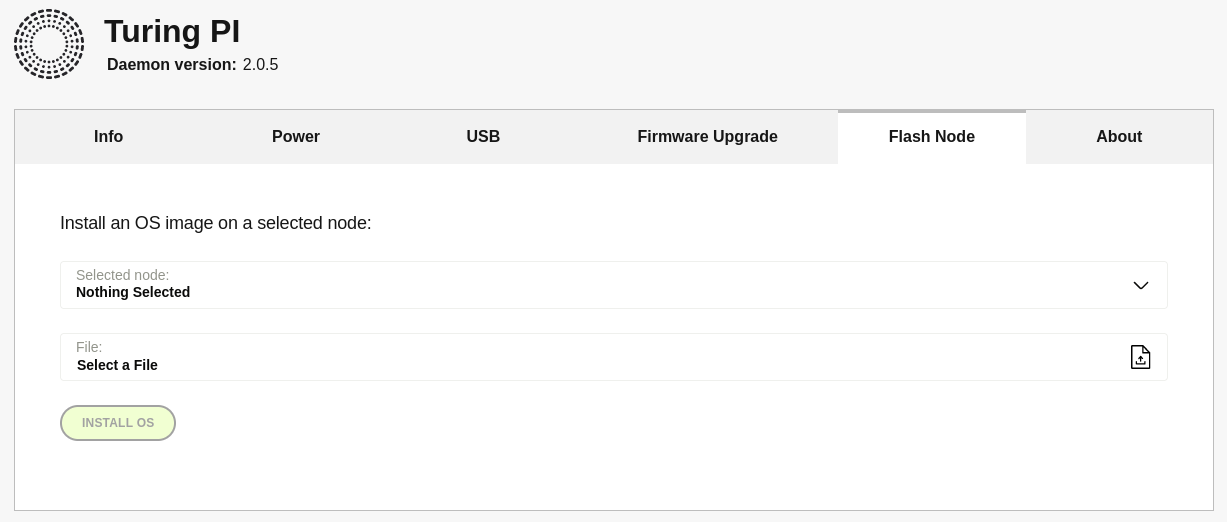 Turing PI
Daemon version: 2.0.5
Info Power USB Firmware Upgrade Flash Node About
Install an OS image on a selected node:
Selected node:
Nothing Selected
File:
Select a File
INSTALL OS